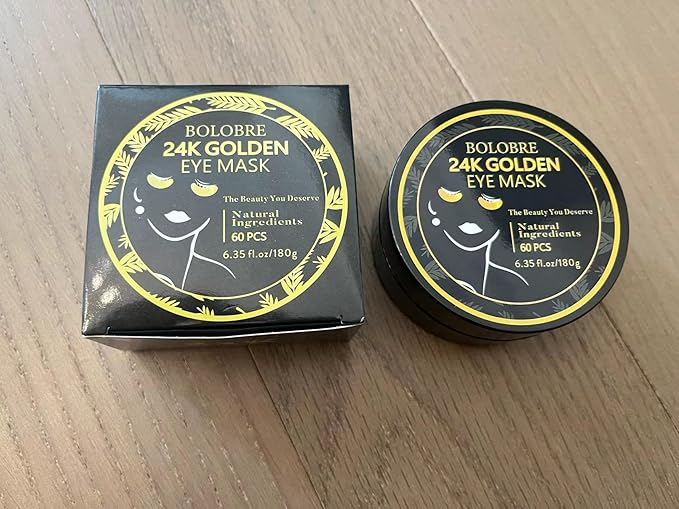 BOLOBRE
24K GOLDEN
EYE MASK
The Beauty You Deserve
Natural
Ingredients
60 PCS
6.35 fl.oz/180g
BOLOBRE
24K GOLDEN
EYE MASK
The Beauty You Deserve
Natural
Ingredients
60 PCS
6.35 fl.oz/180g